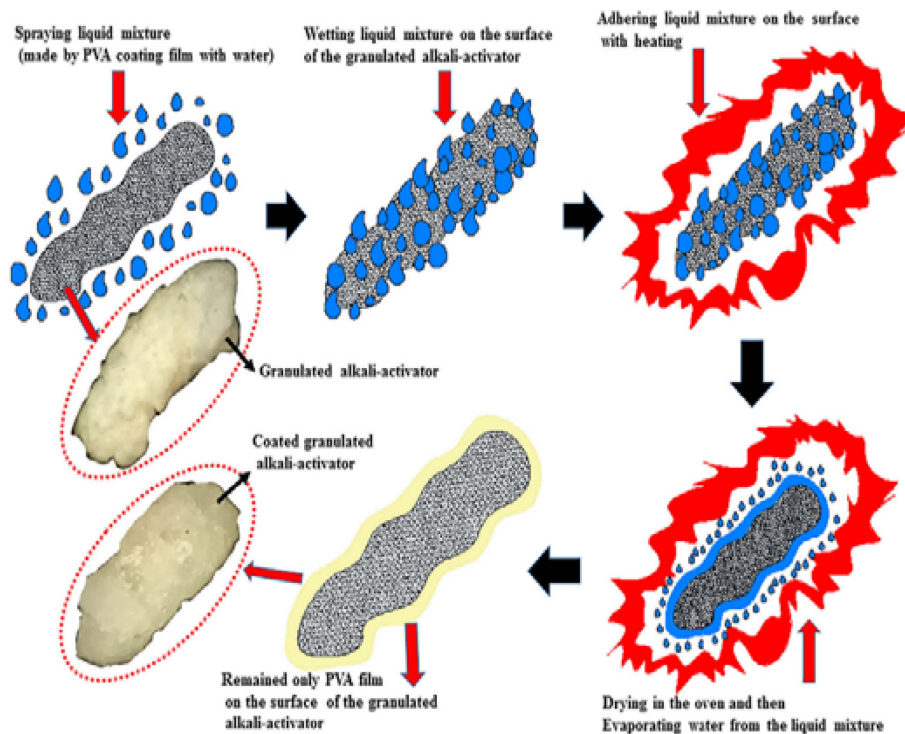 Spraying liquid mixture
(made by PVA coating film with water)
Wetting liquid mixture on the surface
of the granulated alkali-activator
Adhering liquid mixture on the surface
with heating
Granulated alkali-activator
Coated granulated
alkali-activator
Remained only PVA film
on the surface of the granulated
alkali-activator
Drying in the oven and then
Evaporating water from the liquid mixture